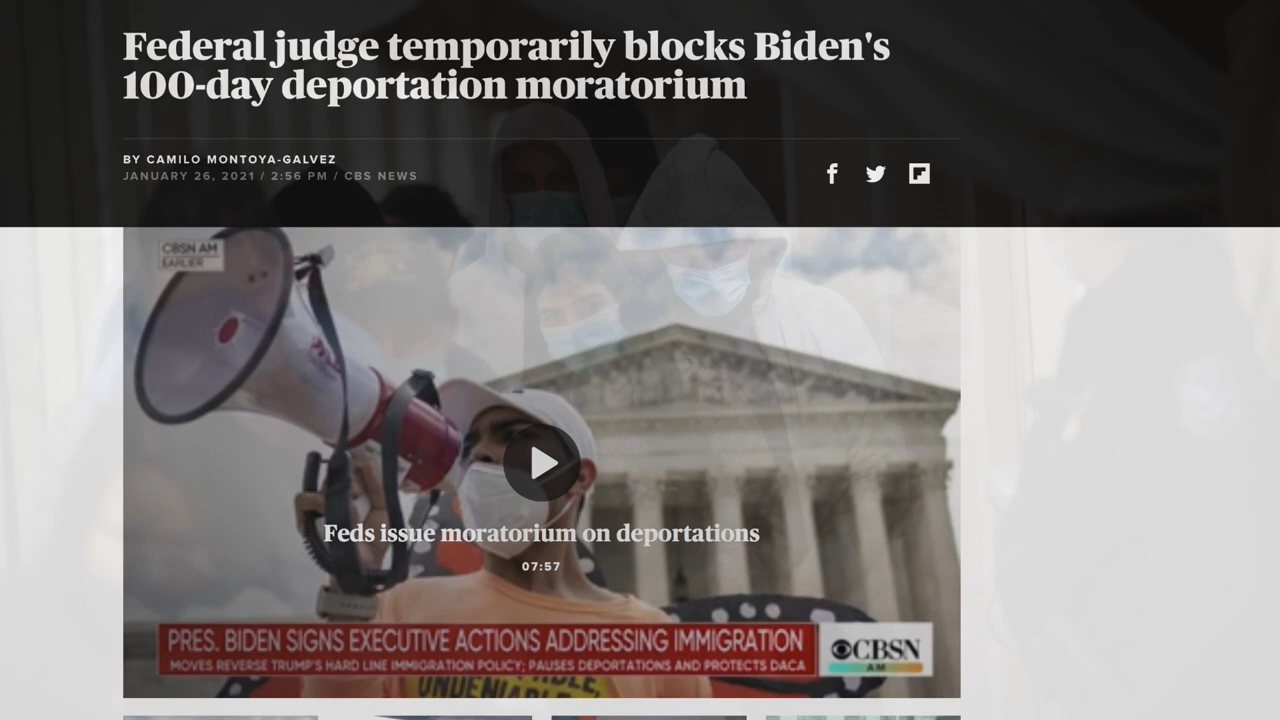 Federal judge temporarily blocks Biden's
100-day deportation moratorium
BY CAMILO MONTOYA-GALVEZ
JANUARY 26, 2021 / 2:56 PM / CBS NEWS
CBSN AM
EARLIER
Feds issue moratorium on deportations
07:57
PRES. BIDEN SIGNS EXECUTIVE ACTIONS ADDRESSING IMMIGRATION
MOVES REVERSE TRUMP'S HARD LINE IMMIGRATION POLICY; PAUSES DEPORTATIONS AND PROTECTS DACA
CBSN
AM
UNDENIABLE,